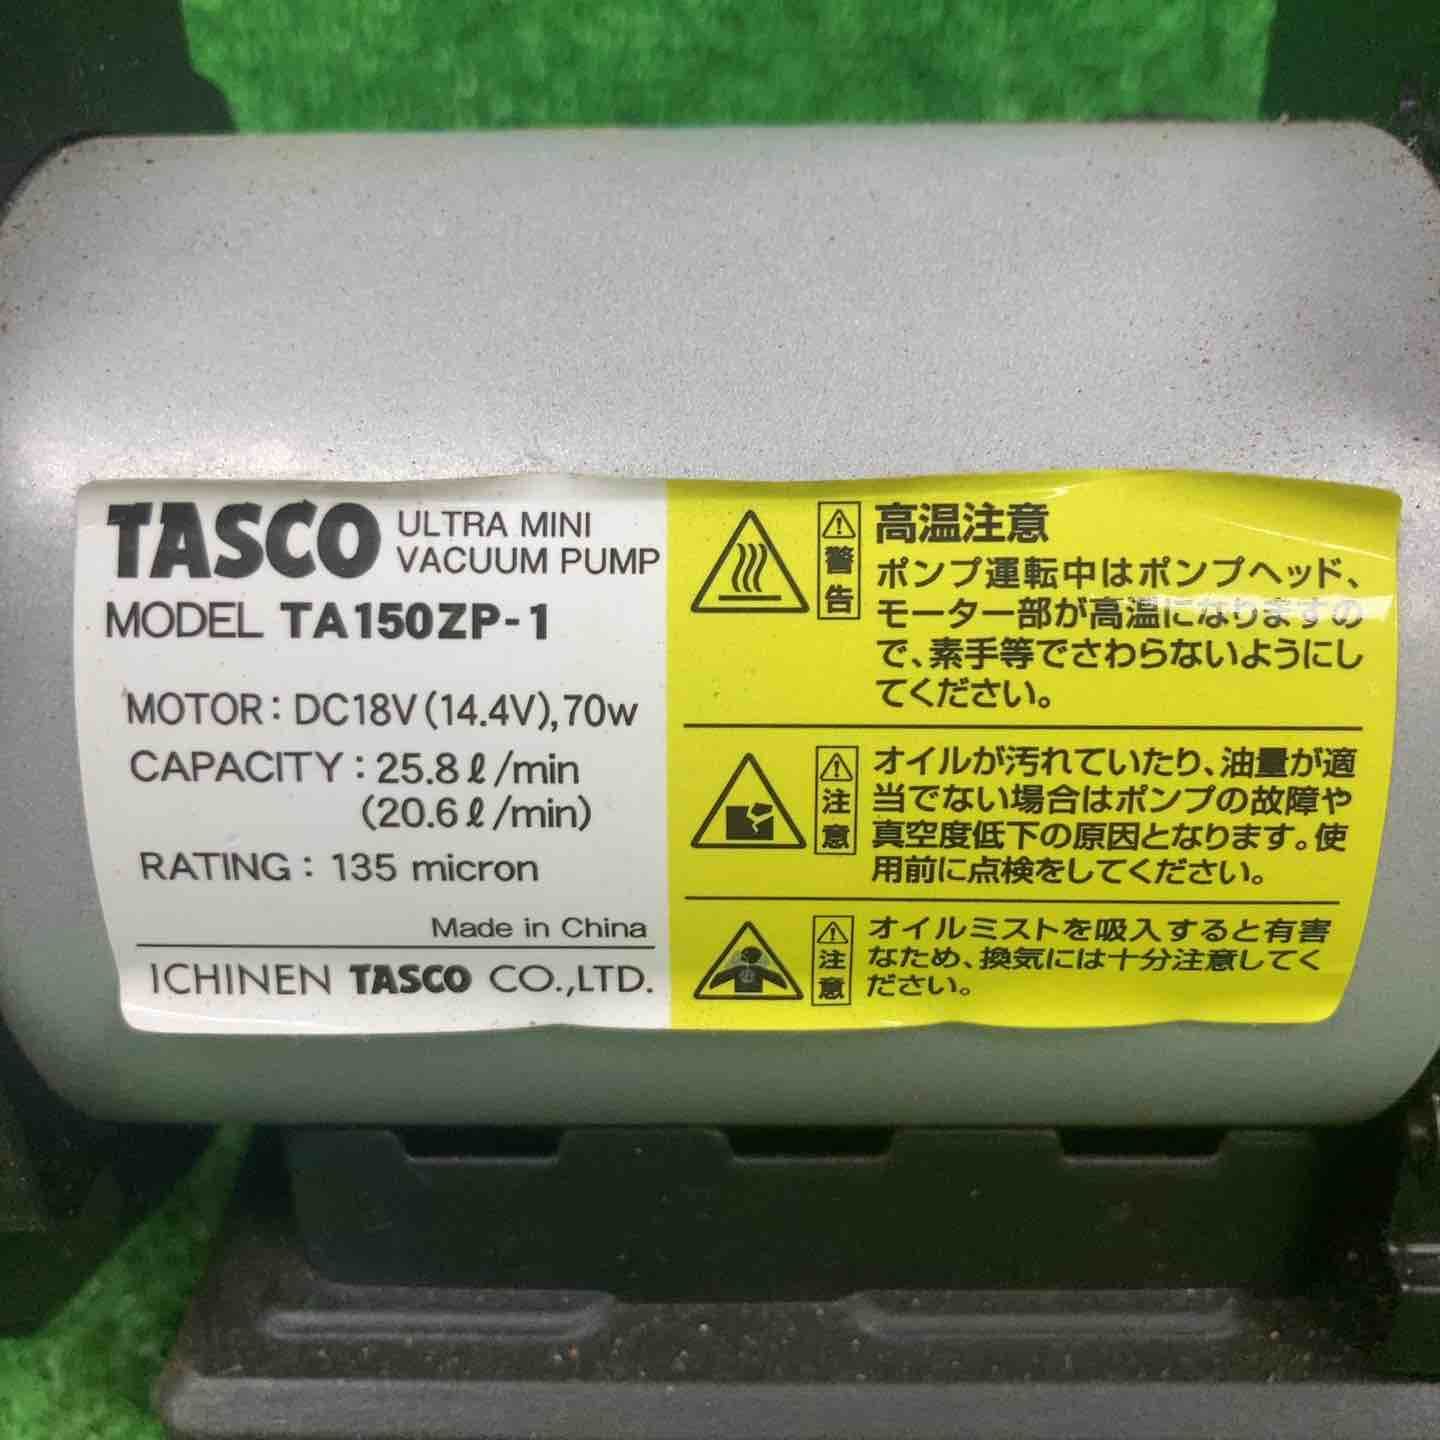 TASCO ULTRA MINI
VACUUM PUMP
MODEL TA150ZP-1
MOTOR: DC18V(14.4V),70w
CAPACITY: 25.8ℓ/min
(20.6ℓ/min)
RATING: 135 micron
Made in China
ICHINEN TASCO CO.,LTD.
警告
高温注意
ポンプ運転中はポンプヘッド、
モーター部が高温になりますの
で、素手等でさわらないようにし
てください。
注意
オイルが汚れていたり、油量が適
当でない場合はポンプの故障や
真空度低下の原因となります。使
用前に点検をしてください。
注意
オイルミストを吸入すると有害
なため、換気には十分注意してく
ださい。